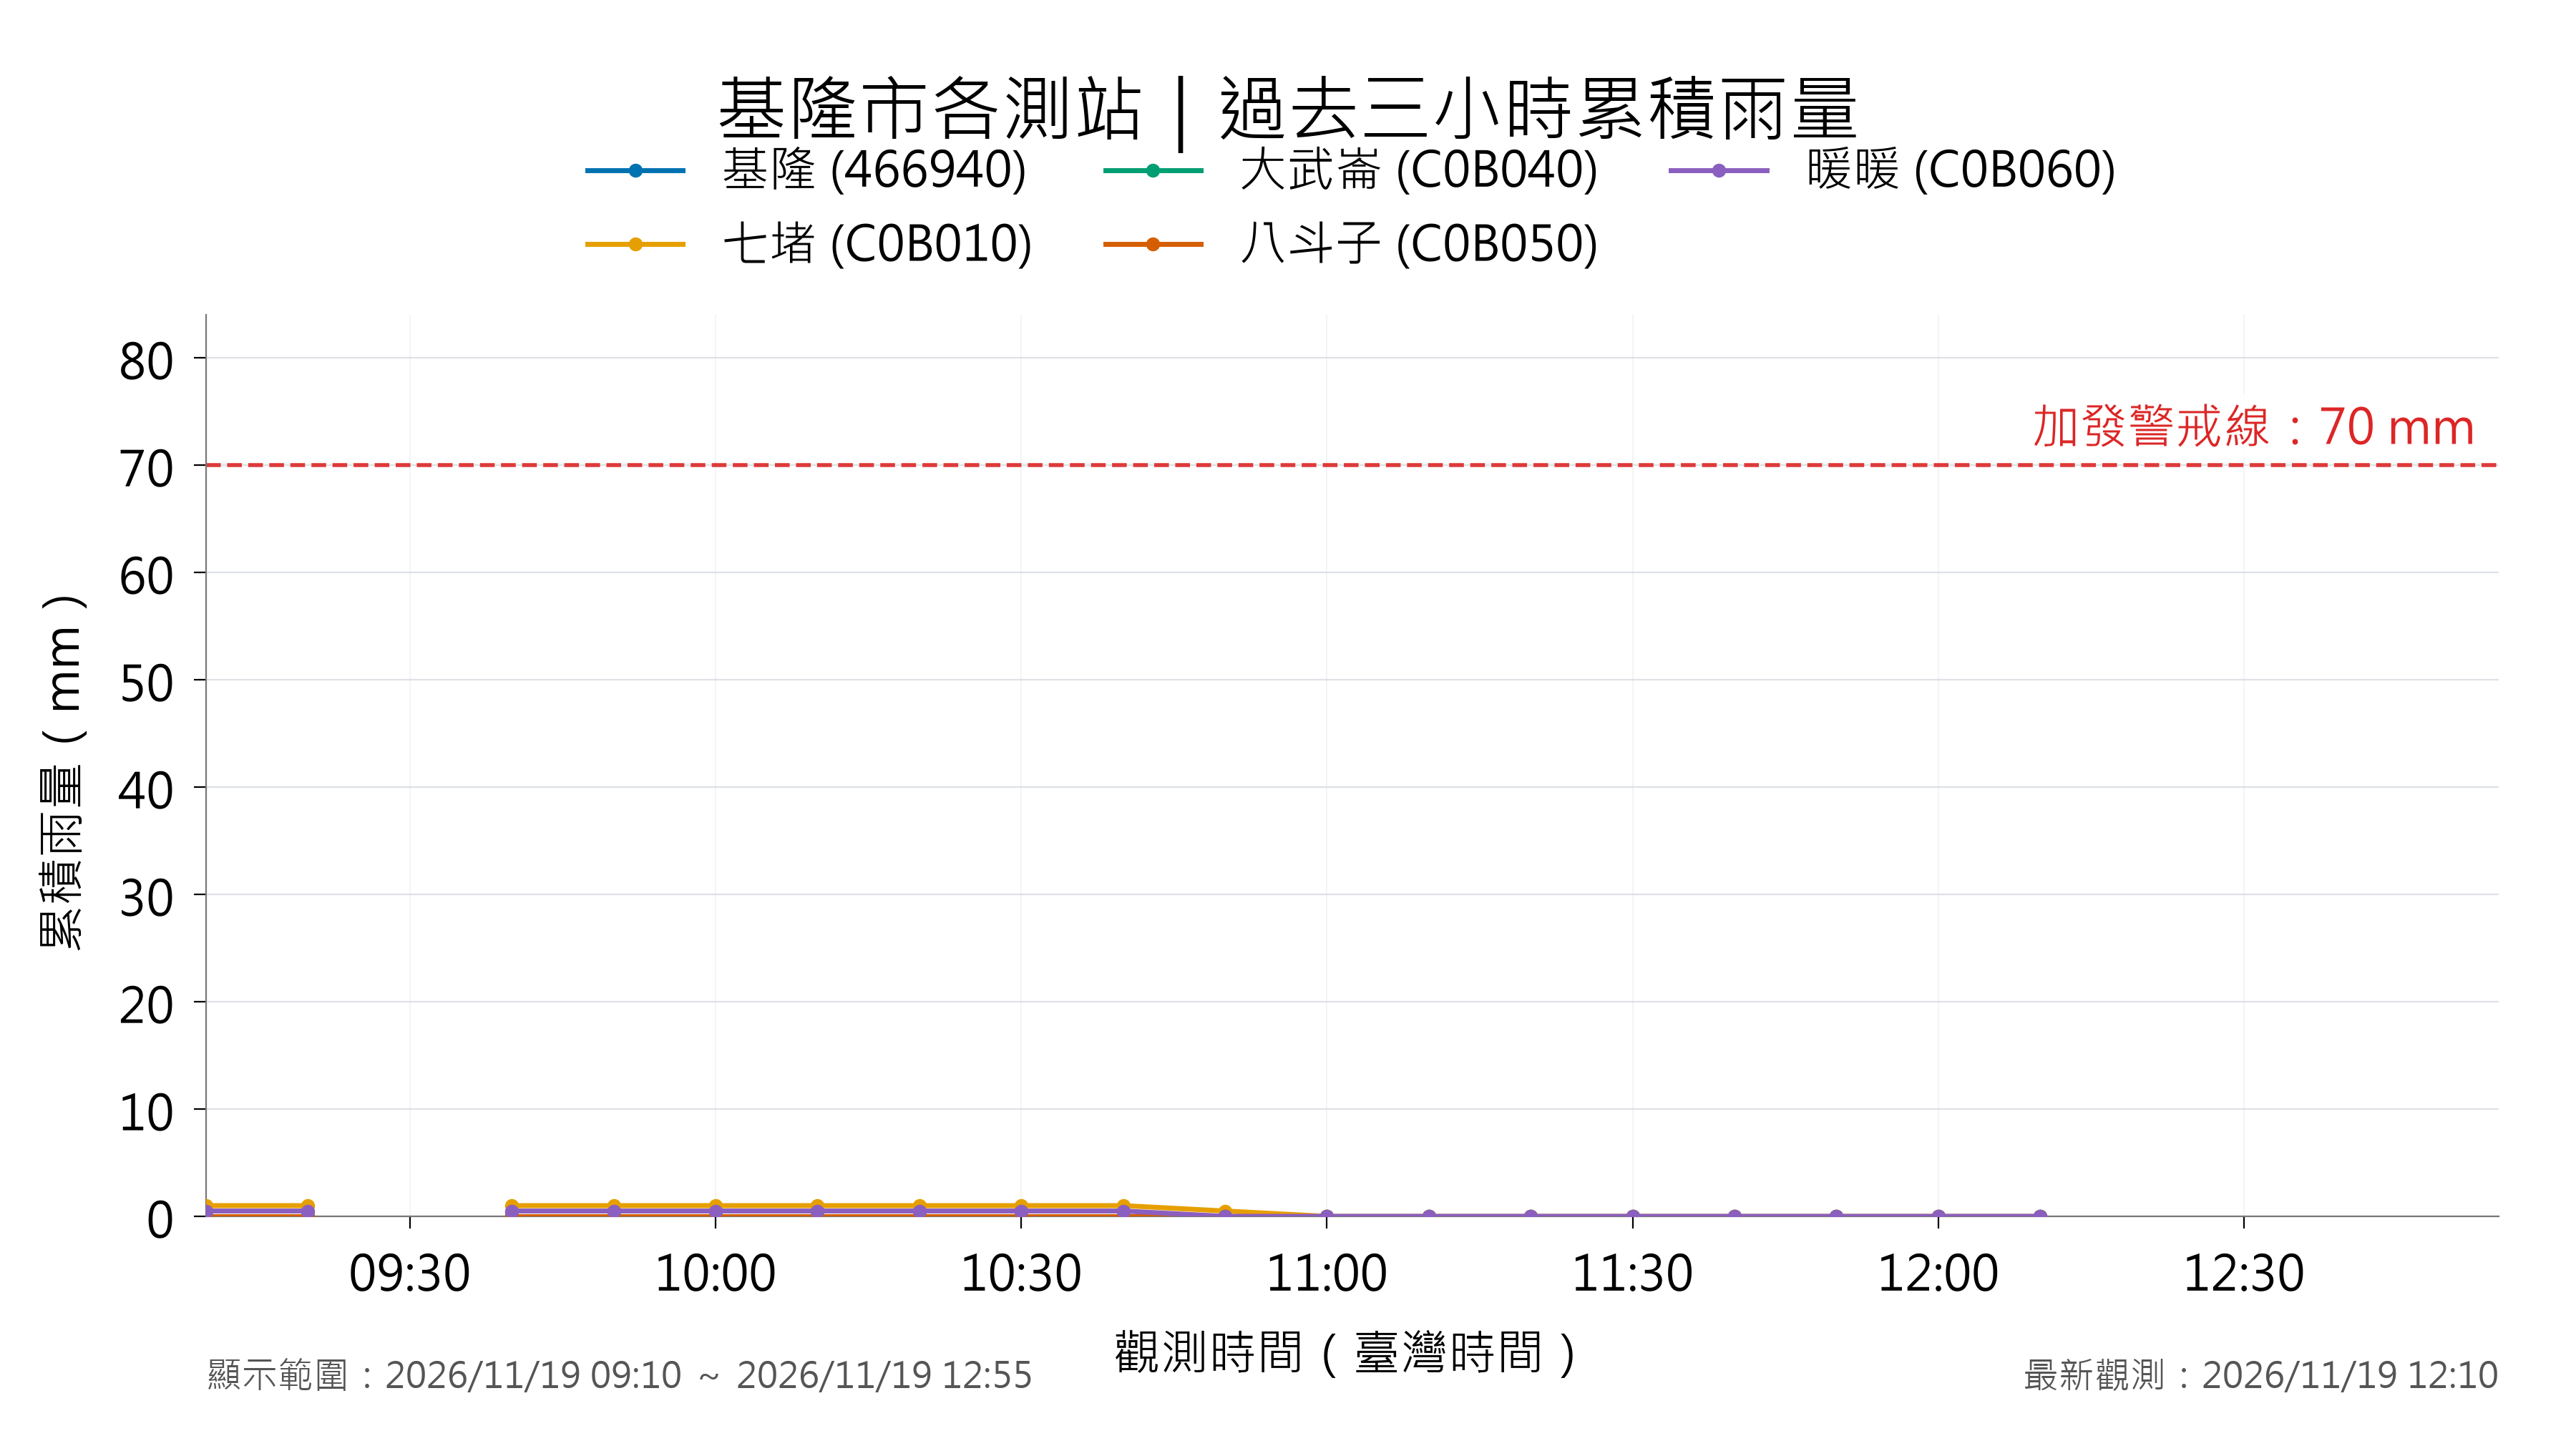 基隆市各測站｜過去三小時累積雨量
基隆 (466940)
大武崙 (C0B040)
暖暖 (C0B060)
七堵 (C0B010)
八斗子 (C0B050)
累積雨量（mm）
80
70
60
50
40
30
20
10
0
加發警戒線：70 mm
09:30
10:00
10:30
11:00
11:30
12:00
12:30
觀測時間（臺灣時間）
顯示範圍：2026/11/19 09:10 ~ 2026/11/19 12:55
最新觀測：2026/11/19 12:10